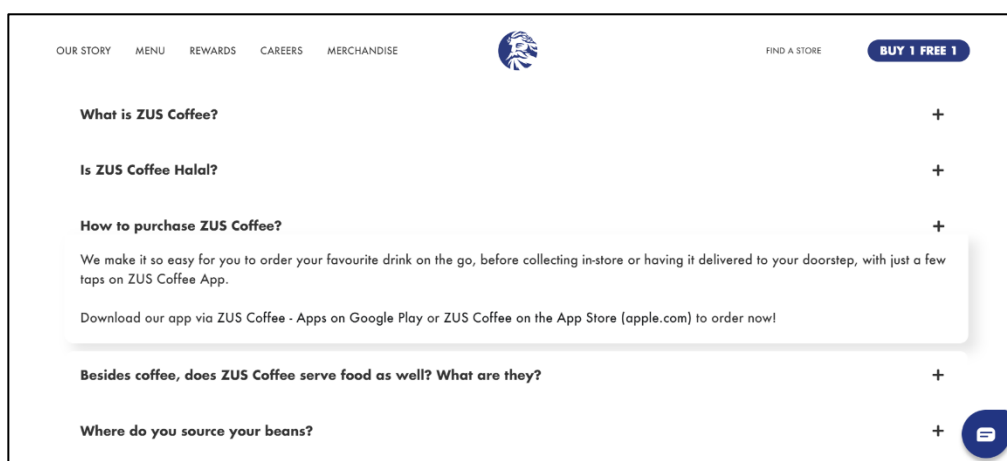 OUR STORY MENU REWARDS CAREERS MERCHANDISE FIND A STORE BUY 1 FREE 1
What is ZUS Coffee? +
Is ZUS Coffee Halal? +
How to purchase ZUS Coffee? +
We make it so easy for you to order your favourite drink on the go, before collecting in-store or having it delivered to your doorstep, with just a few
taps on ZUS Coffee App.
Download our app via ZUS Coffee - Apps on Google Play or ZUS Coffee on the App Store (apple.com) to order now!
Besides coffee, does ZUS Coffee serve food as well? What are they? +
Where do you source your beans? +